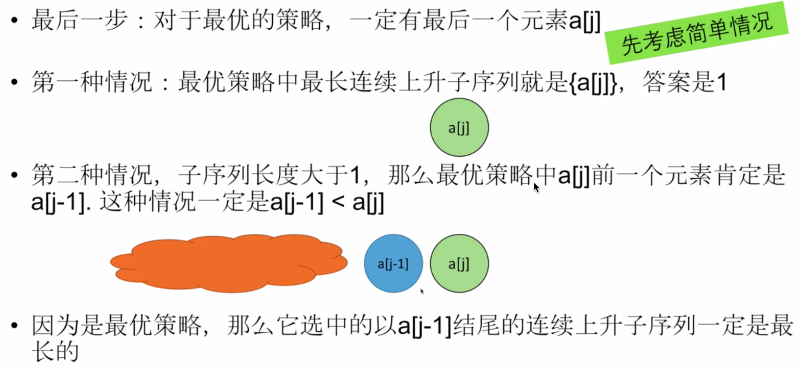 • 最后一步：对于最优的策略，一定有最后一个元素a[j]
先考虑简单情况
• 第一种情况：最优策略中最长连续上升子序列就是{a[j]}，答案是1
a[j]
• 第二种情况，子序列长度大于1，那么最优策略中a[j]前一个元素肯定是
a[j-1]. 这种情况一定是a[j-1] < a[j]
a[j-1]
a[j]
• 因为是最优策略，那么它选中的以a[j-1]结尾的连续上升子序列一定是最
长的